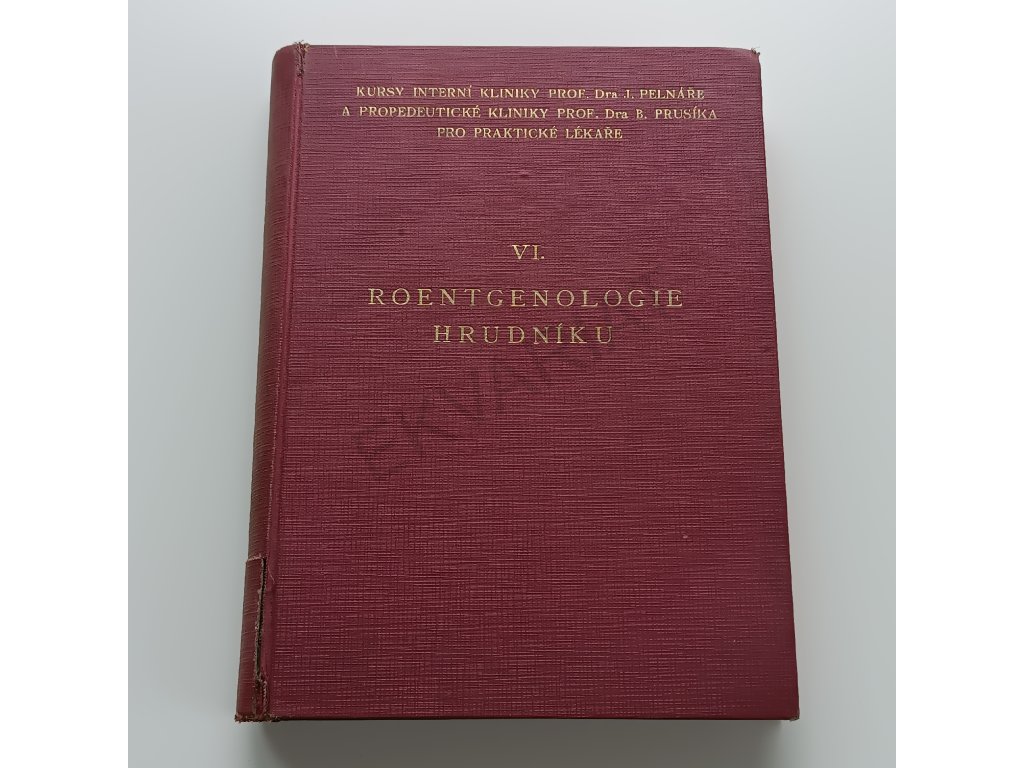 KURSY INTERNÍ KLINIKY PROF. Dra J. PELNÁŘE
A PROPEDEUTICKÉ KLINIKY PROF. Dra B. PRUSÍKA
PRO PRAKTICKÉ LÉKAŘE
VI.
ROENTGENOLOGIE
HRUDNÍKU